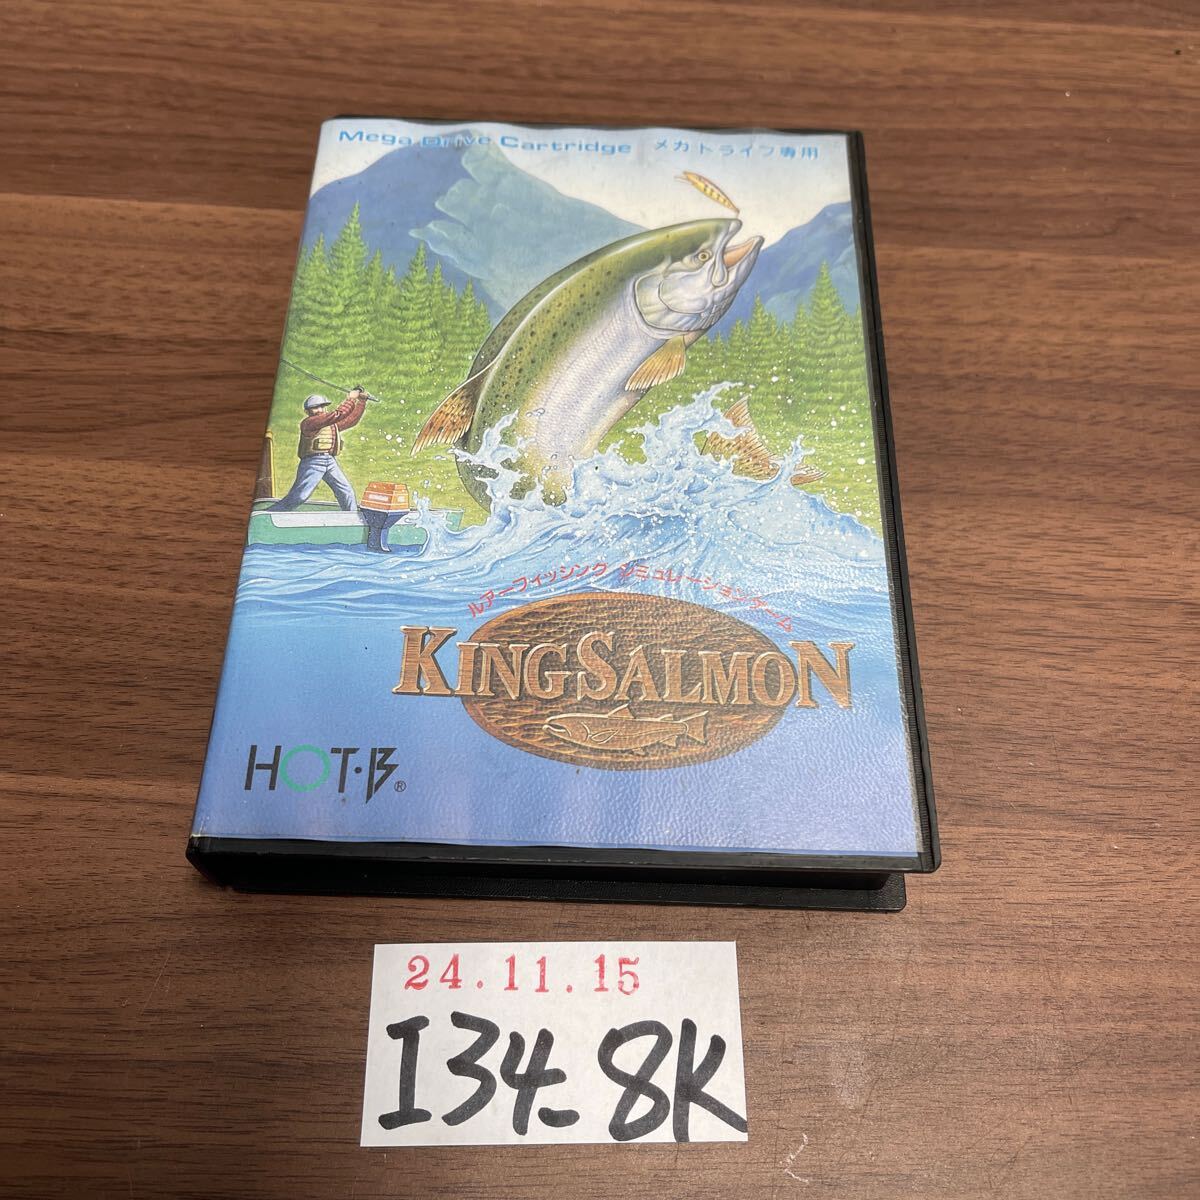 Mega Drive Cartridge メガドライブ専用
ルアーフィッシング シミュレーションゲーム
KING SALMON
HOT・B®
24.11.15
I34-8K